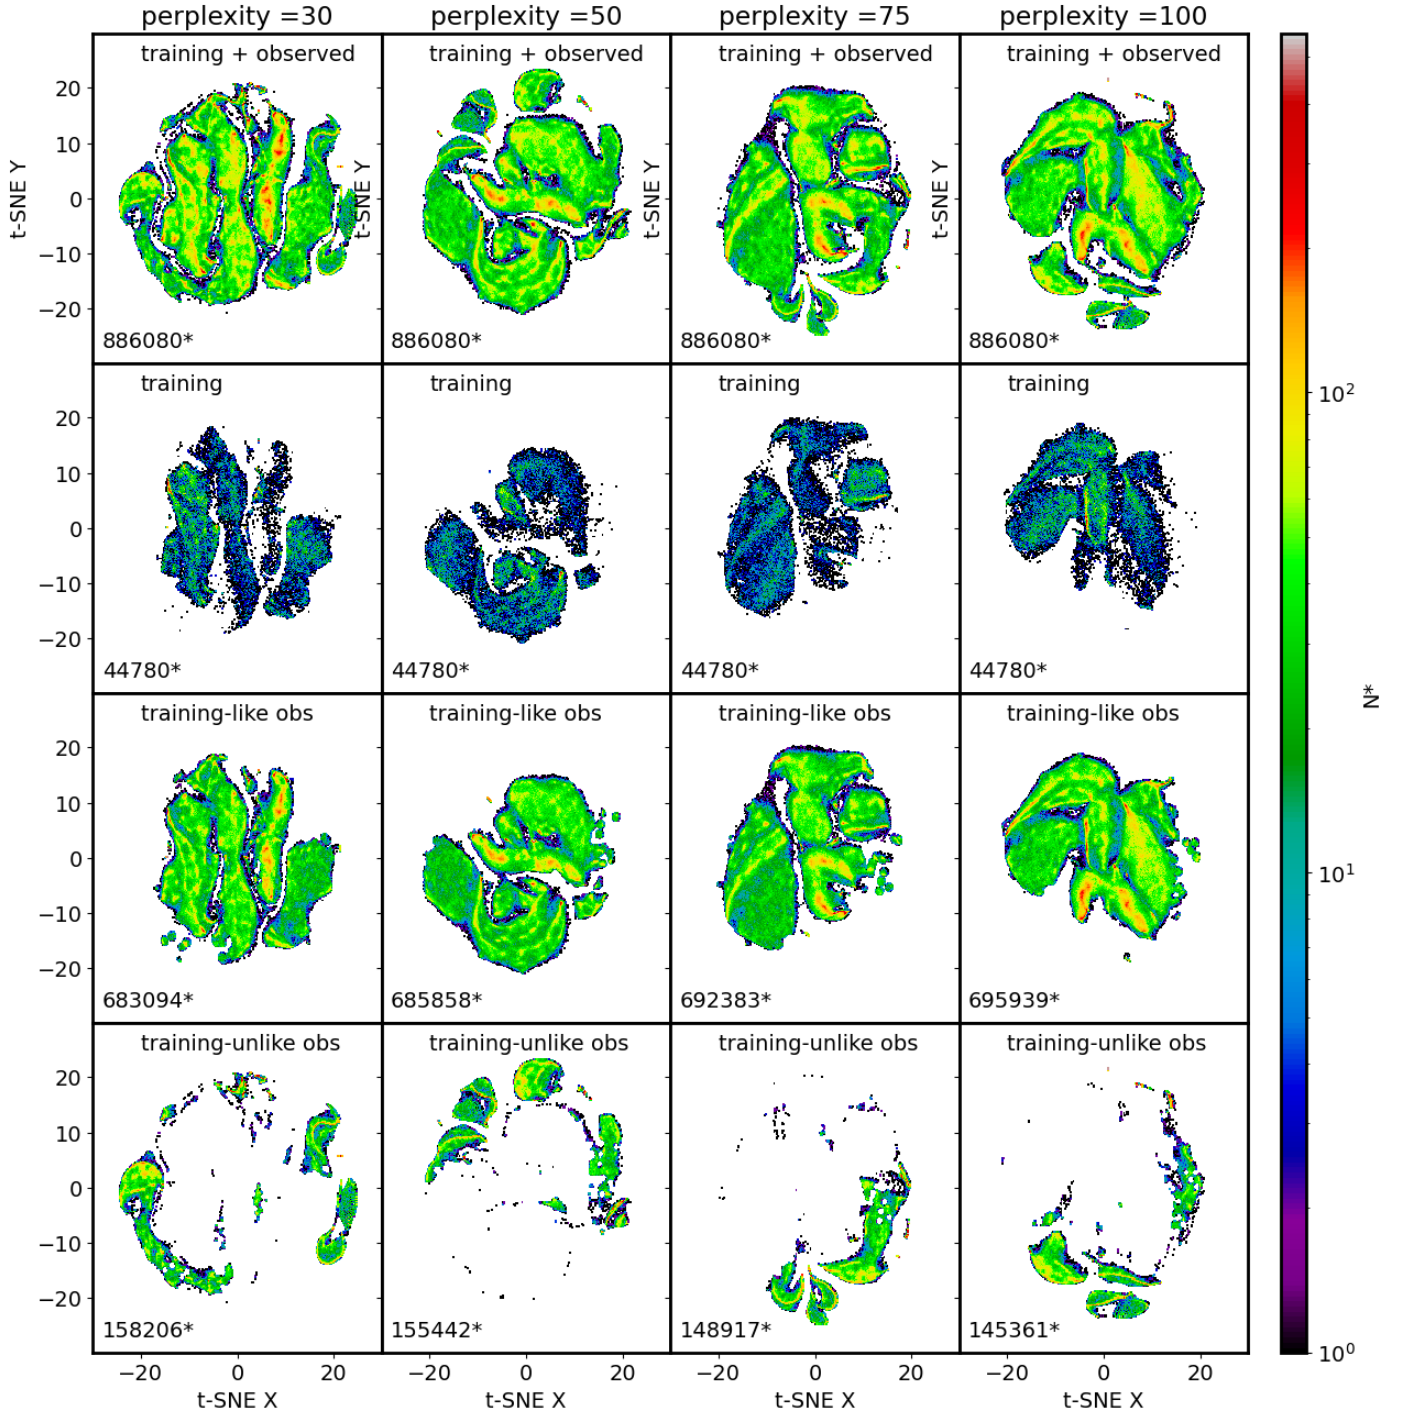 perplexity =30 perplexity =50 perplexity =75 perplexity =100
training + observed training + observed training + observed training + observed
20
10
0
−10
−20
t-SNE Y t-SNE Y t-SNE Y t-SNE Y
886080* 886080* 886080* 886080*
training training training training
20
10
0
−10
−20
44780* 44780* 44780* 44780*
training-like obs training-like obs training-like obs training-like obs
20
10
0
−10
−20
683094* 685858* 692383* 695939*
training-unlike obs training-unlike obs training-unlike obs training-unlike obs
20
10
0
−10
−20
158206* 155442* 148917* 145361*
−20 0 20 −20 0 20 −20 0 20 −20 0 20
t-SNE X t-SNE X t-SNE X t-SNE X
10²
10¹
10⁰
N*